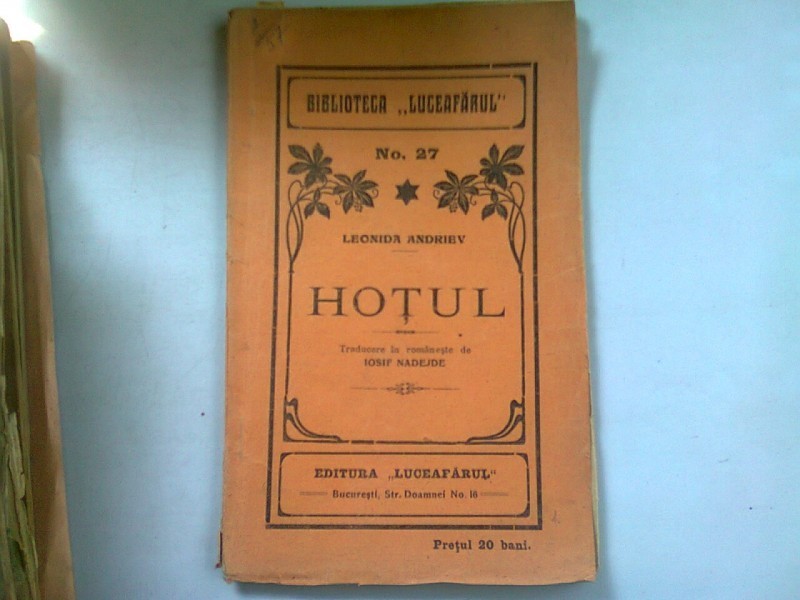 BIBLIOTECA „LUCEAFĂRUL"
No. 27
LEONIDA ANDRIEV
HOȚUL
Traducere în românește de
IOSIF NADEJDE
EDITURA „LUCEAFĂRUL"
București, Str. Doamnei No. 16
Prețul 20 bani.